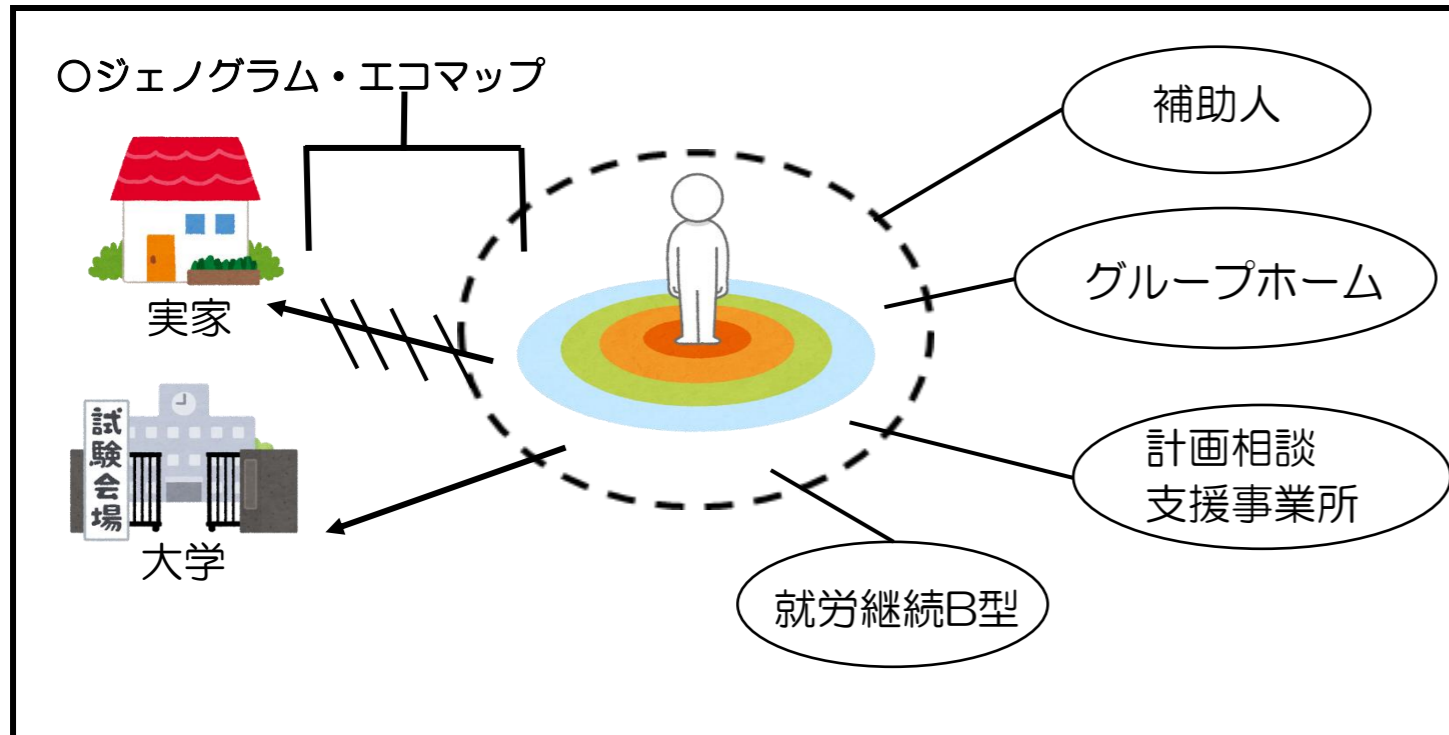 〇ジェノグラム・エコマップ
補助人
グループホーム
実家
試験会場
大学
計画相談
支援事業所
就労継続B型